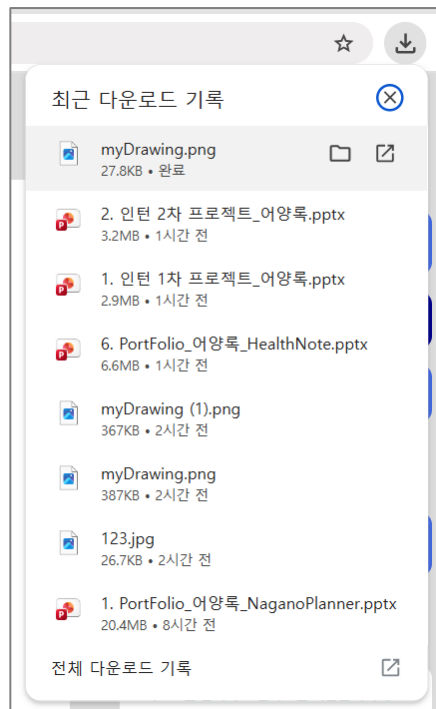 최근 다운로드 기록
myDrawing.png
27.8KB • 완료
2. 인턴 2차 프로젝트_어양록.pptx
3.2MB • 1시간 전
1. 인턴 1차 프로젝트_어양록.pptx
2.9MB • 1시간 전
6. PortFolio_어양록_HealthNote.pptx
6.6MB • 1시간 전
myDrawing (1).png
367KB • 2시간 전
myDrawing.png
387KB • 2시간 전
123.jpg
26.7KB • 2시간 전
1. PortFolio_어양록_NaganoPlanner.pptx
20.4MB • 8시간 전
전체 다운로드 기록